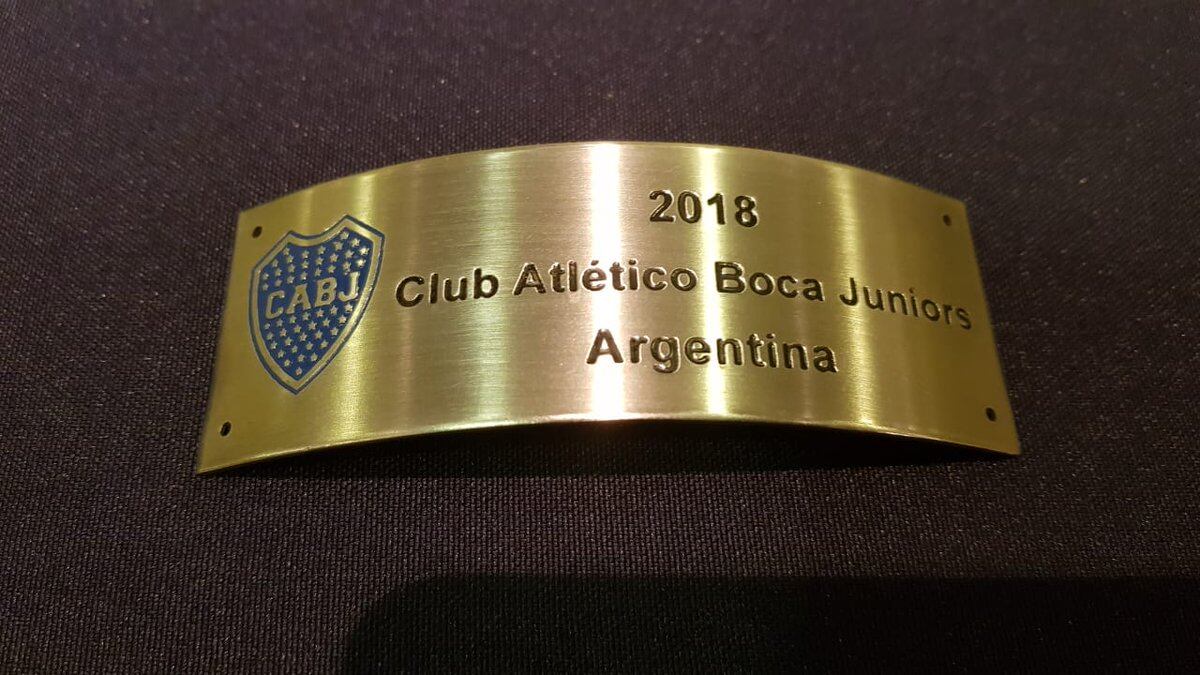 2018
CABJ
Club Atlético Boca Juniors
Argentina